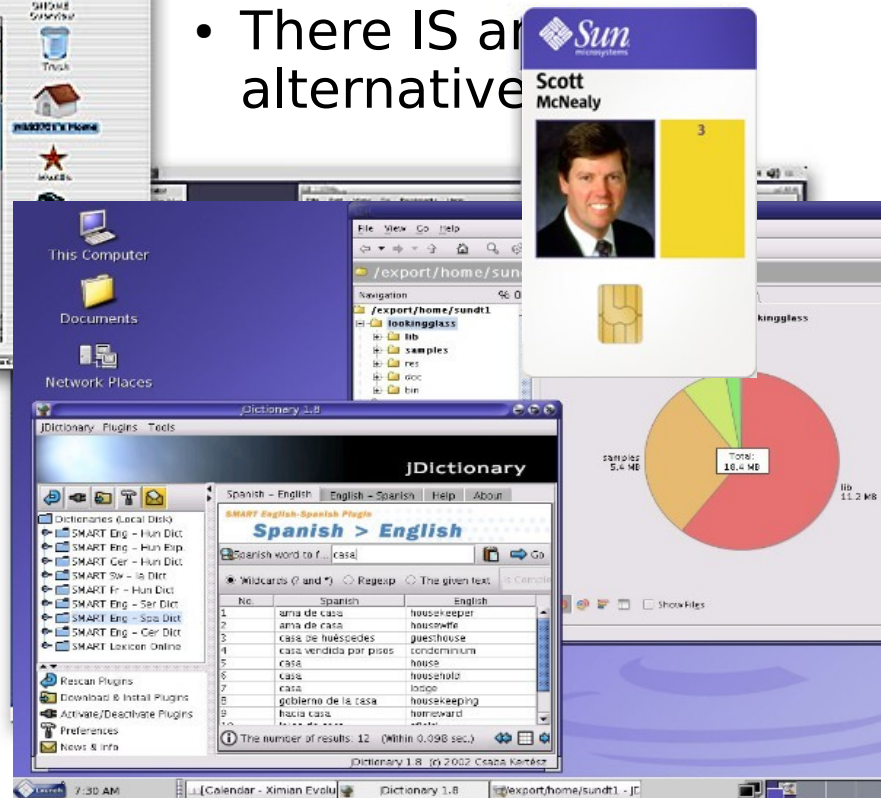 GNOME
Overview
Trash
• There IS an
alternative
Sun
microsystems
Scott
McNealy
3
This Computer
Documents
Network Places
File View Go Help
/export/home/sun
Navigation
/export/home/sundt1
lookingglass
lib
samples
res
doc
bin
kingglass
samples
5.4 MB
Total:
18.4 MB
lib
11.2 MB
Show Files
jDictionary 1.8
jDictionary Plugins Tools
jDictionary
Dictionaries (Local Disk)
SMART Eng - Hun Dict
SMART Eng - Hun Exp.
SMART Ger - Hun Dict
SMART Sw - Ia Dict
SMART Fr - Hun Dict
SMART Eng - Ser Dict
SMART Eng - Spa Dict
SMART Eng - Ger Dict
SMART Lexicon Online
Rescan Plugins
Download & Install Plugins
Activate/Deactivate Plugins
Preferences
News & Info
Spanish - English English - Spanish Help About
SMART English-Spanish Plugin
Spanish > English
Spanish word to f... casa Go
Wildcards (? and *) Regexp The given text
No. Spanish English
1 ama de casa housekeeper
2 ama de casa housewife
3 casa de huéspedes guesthouse
4 casa vendida por pisos condominium
5 casa house
6 casa household
7 casa lodge
8 gobierno de la casa housekeeping
9 hacia casa homeward
The number of results: 12 (Within 0.098 sec.)
jDictionary 1.8 (c) 2002 Csaba Kertész
Launch 7:30 AM [Calendar - Ximian Evolu jDictionary 1.8 /export/home/sundt1 - JD